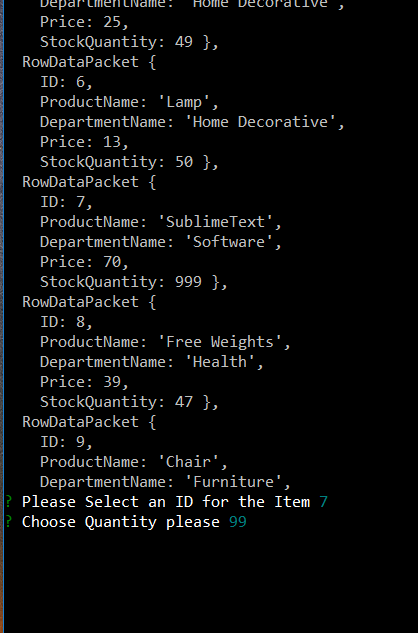 DepartmentName: 'Home Decorative',
Price: 25,
StockQuantity: 49 },
RowDataPacket {
ID: 6,
ProductName: 'Lamp',
DepartmentName: 'Home Decorative',
Price: 13,
StockQuantity: 50 },
RowDataPacket {
ID: 7,
ProductName: 'SublimeText',
DepartmentName: 'Software',
Price: 70,
StockQuantity: 999 },
RowDataPacket {
ID: 8,
ProductName: 'Free Weights',
DepartmentName: 'Health',
Price: 39,
StockQuantity: 47 },
RowDataPacket {
ID: 9,
ProductName: 'Chair',
DepartmentName: 'Furniture',
? Please Select an ID for the Item 7
? Choose Quantity please 99